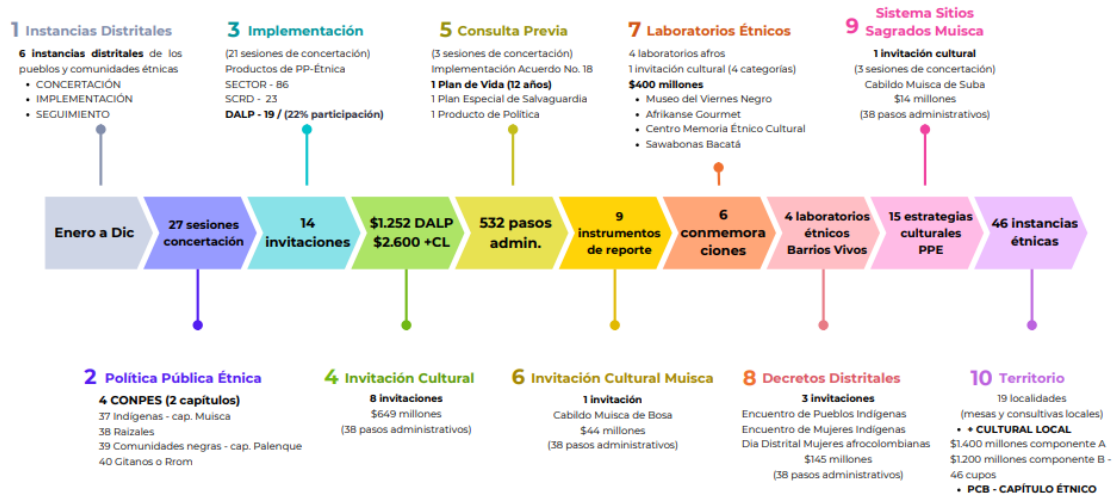 1 Instancias Distritales
6 instancias distritales de los
pueblos y comunidades étnicas
• CONCERTACIÓN
• IMPLEMENTACIÓN
• SEGUIMIENTO
3 Implementación
(21 sesiones de concertación)
Productos de PP-Étnica
SECTOR - 86
SCRD - 23
DALP - 19 / (22% participación)
5 Consulta Previa
(3 sesiones de concertación)
Implementación Acuerdo No. 18
1 Plan de Vida (12 años)
1 Plan Especial de Salvaguardia
1 Producto de Política
7 Laboratorios Étnicos
4 laboratorios afros
1 invitación cultural (4 categorías)
$400 millones
• Museo del Viernes Negro
• Afrikanse Gourmet
• Centro Memoria Étnico Cultural
• Sawabonas Bacatá
9 Sistema Sitios
Sagrados Muisca
1 invitación cultural
(3 sesiones de concertación)
Cabildo Muisca de Suba
$14 millones
(38 pasos administrativos)
Enero a Dic
27 sesiones
concertación
14
invitaciones
$1.252 DALP
$2.600 +CL
532 pasos
admin.
9
instrumentos
de reporte
6
conmemora
ciones
4 laboratorios
étnicos
Barrios Vivos
15 estrategias
culturales
PPE
46 instancias
étnicas
2 Política Pública Étnica
4 CONPES (2 capítulos)
37 Indígenas - cap. Muisca
38 Raizales
39 Comunidades negras - cap. Palenque
40 Gitanos o Rrom
4 Invitación Cultural
8 invitaciones
$649 millones
(38 pasos administrativos)
6 Invitación Cultural Muisca
1 invitación
Cabildo Muisca de Bosa
$44 millones
(38 pasos administrativos)
8 Decretos Distritales
3 invitaciones
Encuentro de Pueblos Indígenas
Encuentro de Mujeres Indígenas
Dia Distrital Mujeres afrocolombianas
$145 millones
(38 pasos administrativos)
10 Territorio
19 localidades
(mesas y consultivas locales)
• + CULTURAL LOCAL
$1.400 millones componente A
$1.200 millones componente B -
46 cupos
• PCB - CAPÍTULO ÉTNICO